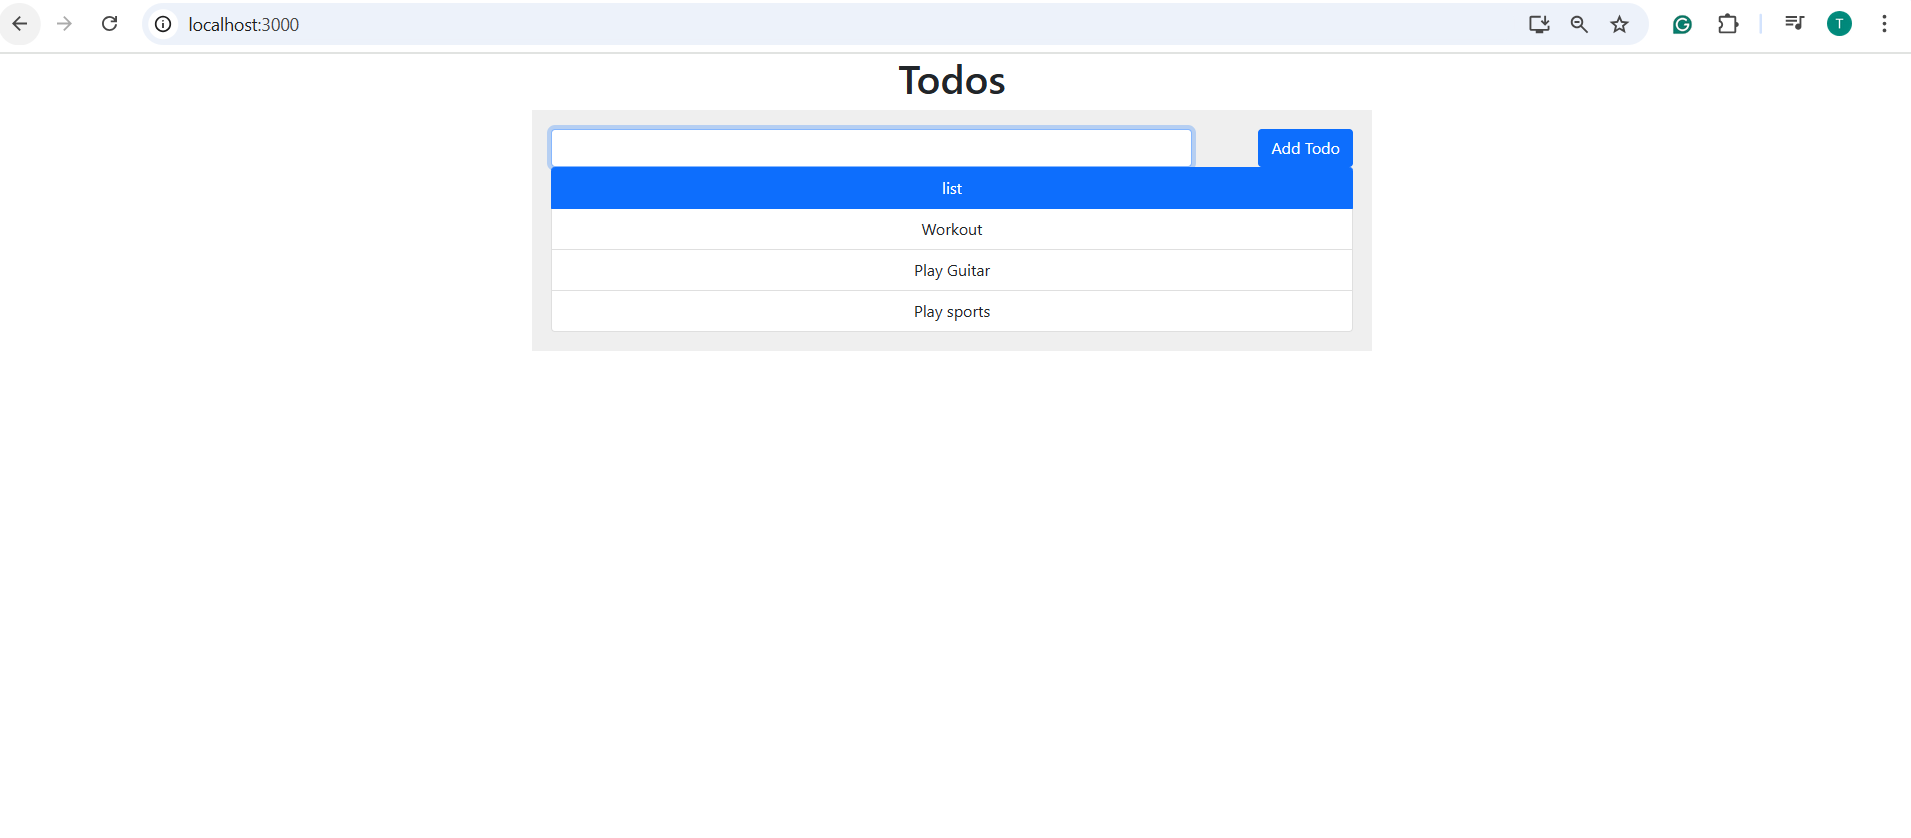 localhost:3000
T
Todos
Add Todo
list
Workout
Play Guitar
Play sports